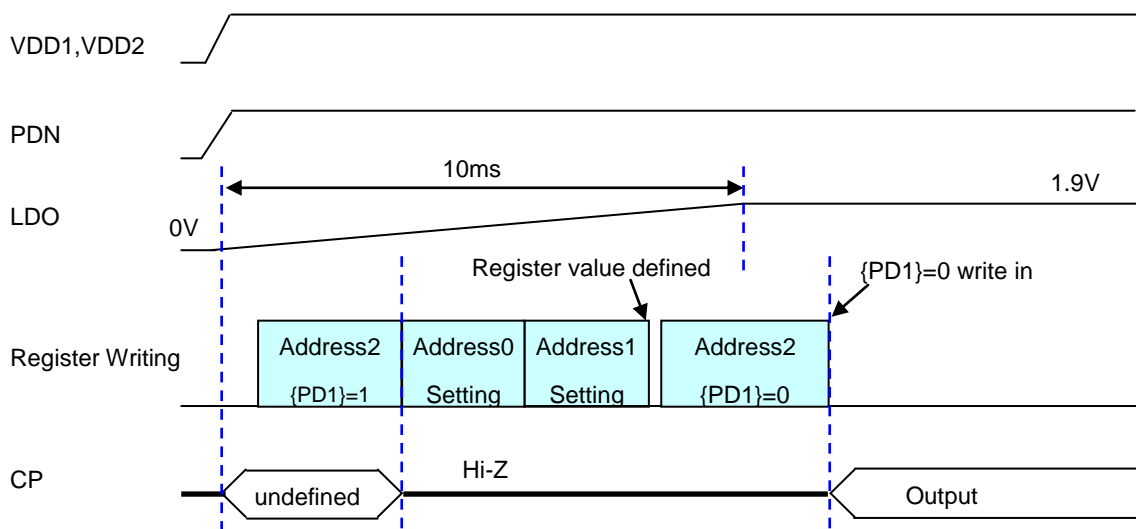 VDD1,VDD2
PDN
10ms
1.9V
LDO
0V
Register value defined
{PD1}=0 write in
Register Writing
Address2
{PD1}=1
Address0
Setting
Address1
Setting
Address2
{PD1}=0
CP
undefined
Hi-Z
Output